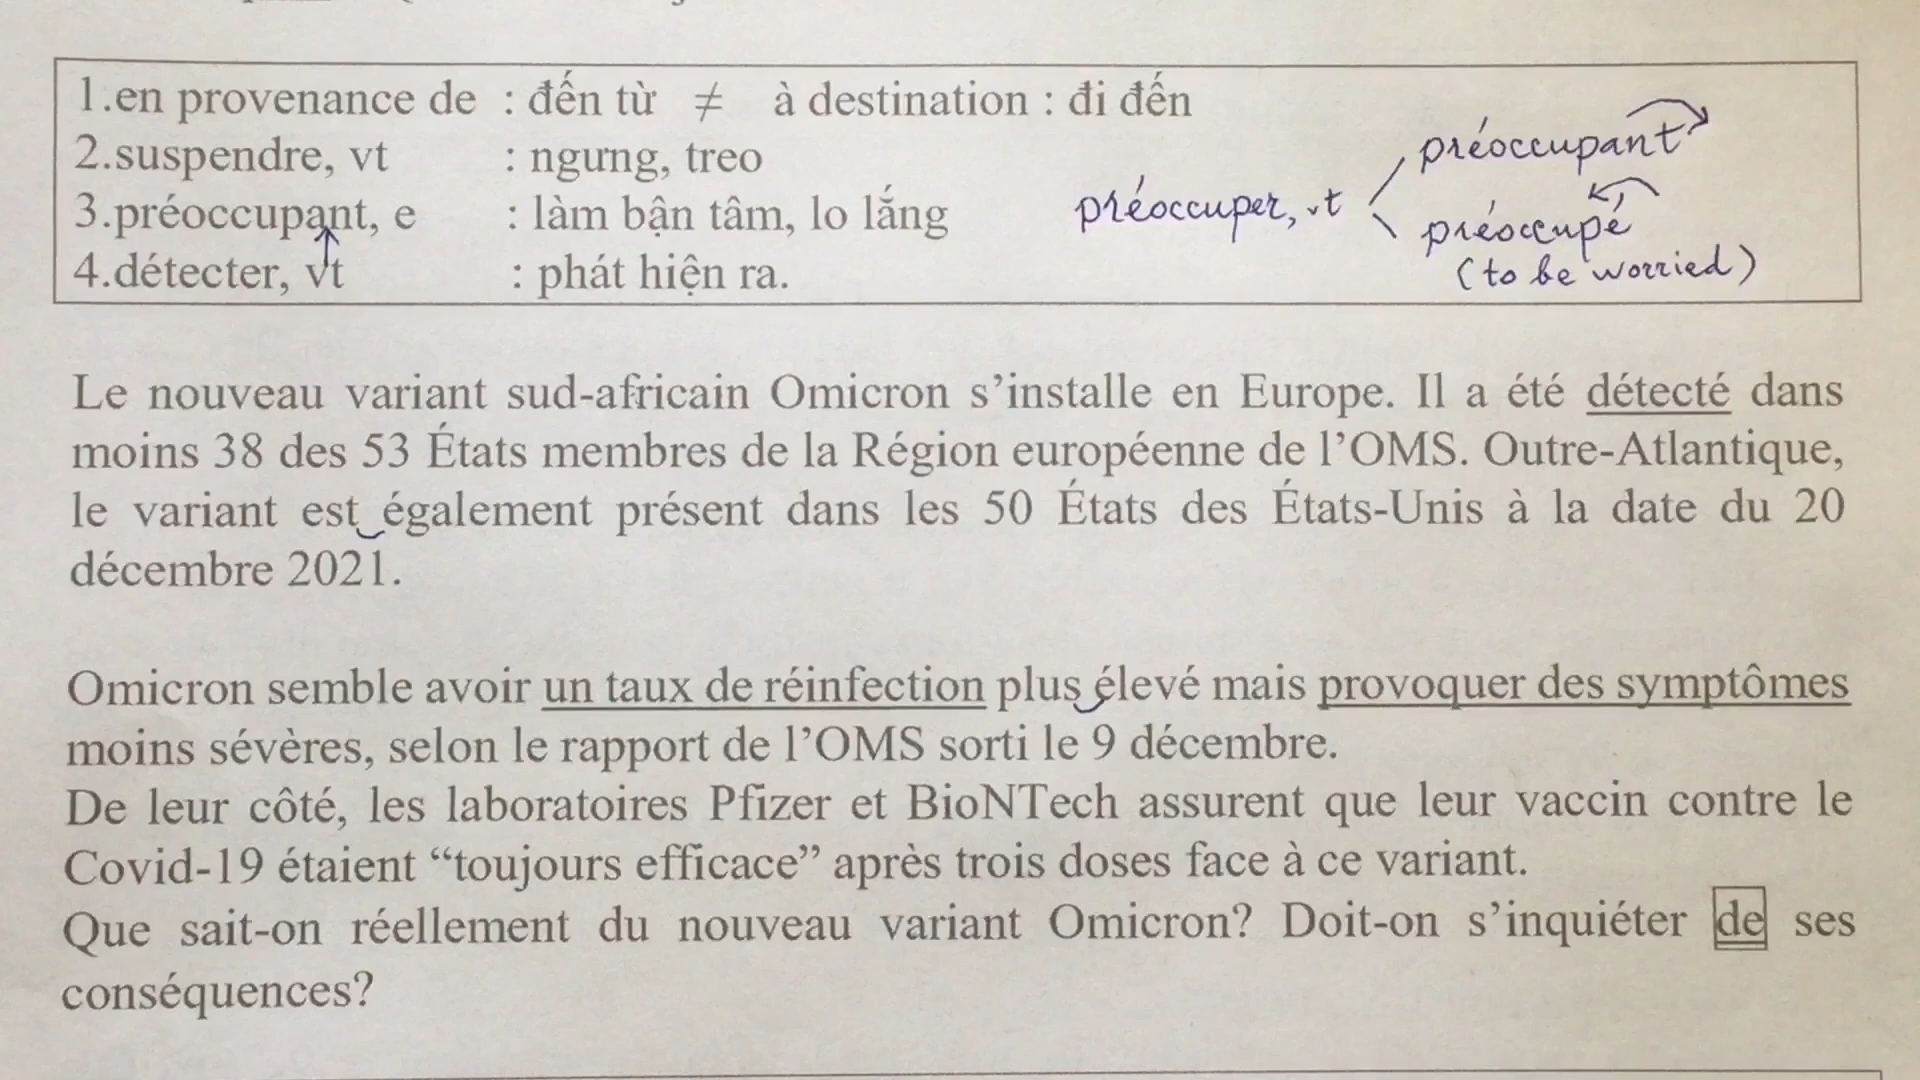 1.en provenance de : đến từ ≠ à destination : đi đến
2.suspendre, vt : ngưng, treo
3.préoccupant, e : làm bận tâm, lo lắng
4.détecter, vt : phát hiện ra.
préoccuper, vt
préoccupant
préoccupé
(to be worried)
Le nouveau variant sud-africain Omicron s’installe en Europe. Il a été détecté dans
moins 38 des 53 États membres de la Région européenne de l’OMS. Outre-Atlantique,
le variant est également présent dans les 50 États des États-Unis à la date du 20
décembre 2021.
Omicron semble avoir un taux de réinfection plus élevé mais provoquer des symptômes
moins sévères, selon le rapport de l’OMS sorti le 9 décembre.
De leur côté, les laboratoires Pfizer et BioNTech assurent que leur vaccin contre le
Covid-19 étaient “toujours efficace” après trois doses face à ce variant.
Que sait-on réellement du nouveau variant Omicron? Doit-on s’inquiéter de ses
conséquences?